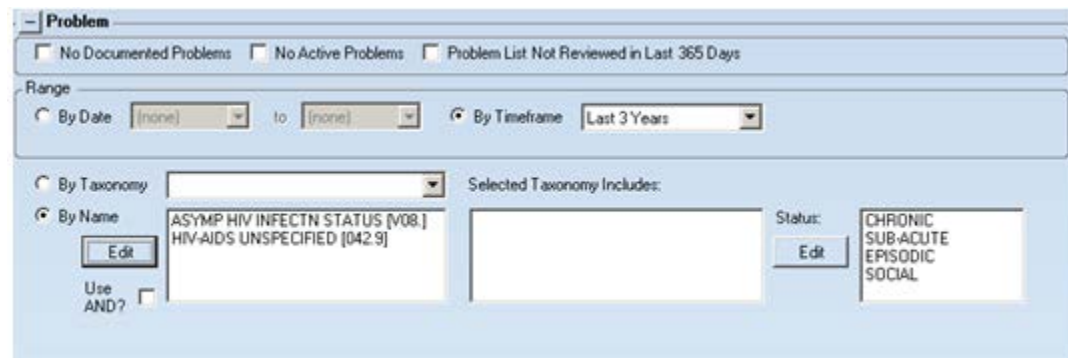 Problem
No Documented Problems No Active Problems Problem List Not Reviewed in Last 365 Days
Range
By Date (none) to (none) By Timeframe Last 3 Years
By Taxonomy Selected Taxonomy Includes:
By Name ASYMP HIV INFECTN STATUS [V08.] Status: CHRONIC
HIV-AIDS UNSPECIFIED [042.9] SUB-ACUTE
Edit Edit EPISODIC
SOCIAL
Use
AND?